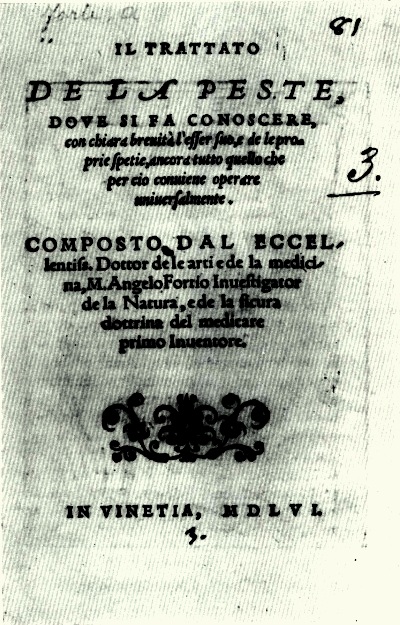 forte, a
81
IL TRATTATO
DE LA PESTE,
DOVE SI FA CONOSCERE,
con chiara breuità l'esser suo, e de le pro-
prie spetie, ancora tutto quello che
per cio conuiene operare
uniuersalmente.
3.
COMPOSTO DAL ECCEL-
lentiss. Dottor de le arti e de la medici-
na, M. Angelo Fortio Inuestigator
de la Natura, e de la sicura
dottrina del medicare
primo Inuentore.
IN VINETIA, MDLVI.
3.